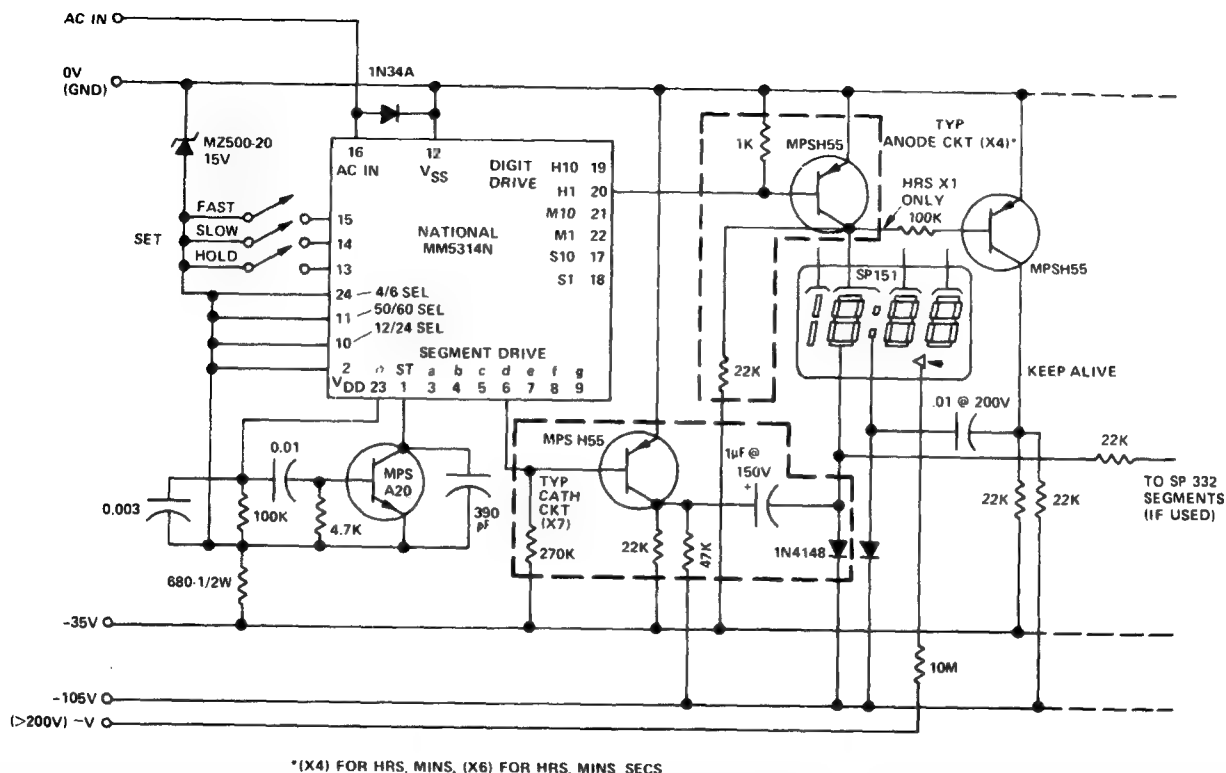 AC IN
0V
(GND)
1N34A
MZ500-20
15V
16
AC IN
12
VSS
DIGIT
DRIVE
H10 19
H1 20
M10 21
M1 22
S10 17
S1 18
NATIONAL
MM5314N
SET
FAST
SLOW
HOLD
15
14
13
24
4/6 SEL
11
50/60 SEL
10
12/24 SEL
2
VDD
SEGMENT DRIVE
ST a b c d e f g
23 1 3 4 5 6 7 8 9
1K
MPSH55
TYP
ANODE CKT (X4)*
HRS X1
ONLY
100K
MPSH55
SP151
22K
KEEP ALIVE
.01 @ 200V
MPS H55
1µF @
150V
+
TYP
CATH
CKT
(X7)
270K
22K
47K
1N4148
22K
TO SP 332
SEGMENTS
(IF USED)
22K
22K
0.01
MPS
A20
0.003
100K
4.7K
390
pF
680-1/2W
-35V
10M
-105V
(>200V) ~V
*(X4) FOR HRS, MINS, (X6) FOR HRS, MINS, SECS